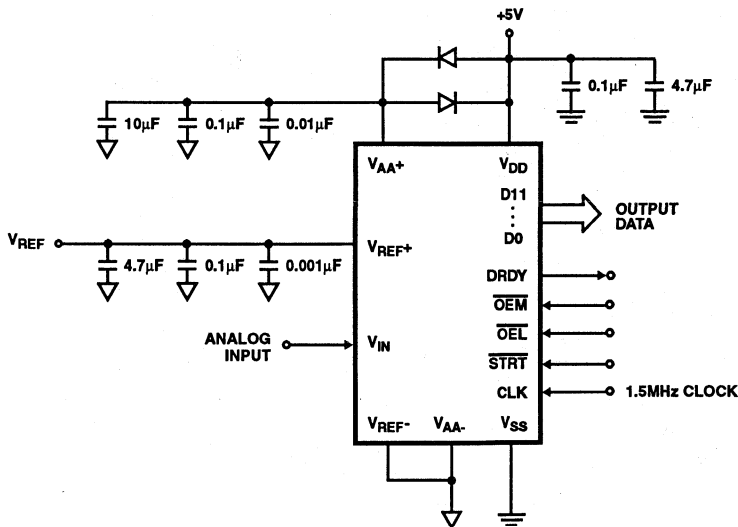 +5V
0.1µF
4.7µF
10µF
0.1µF
0.01µF
VAA+
VDD
D11
D0
OUTPUT
DATA
VREF
VREF+
4.7µF
0.1µF
0.001µF
DRDY
OEM
OEL
ANALOG
INPUT
VIN
STRT
CLK
1.5MHz CLOCK
VREF-
VAA-
VSS